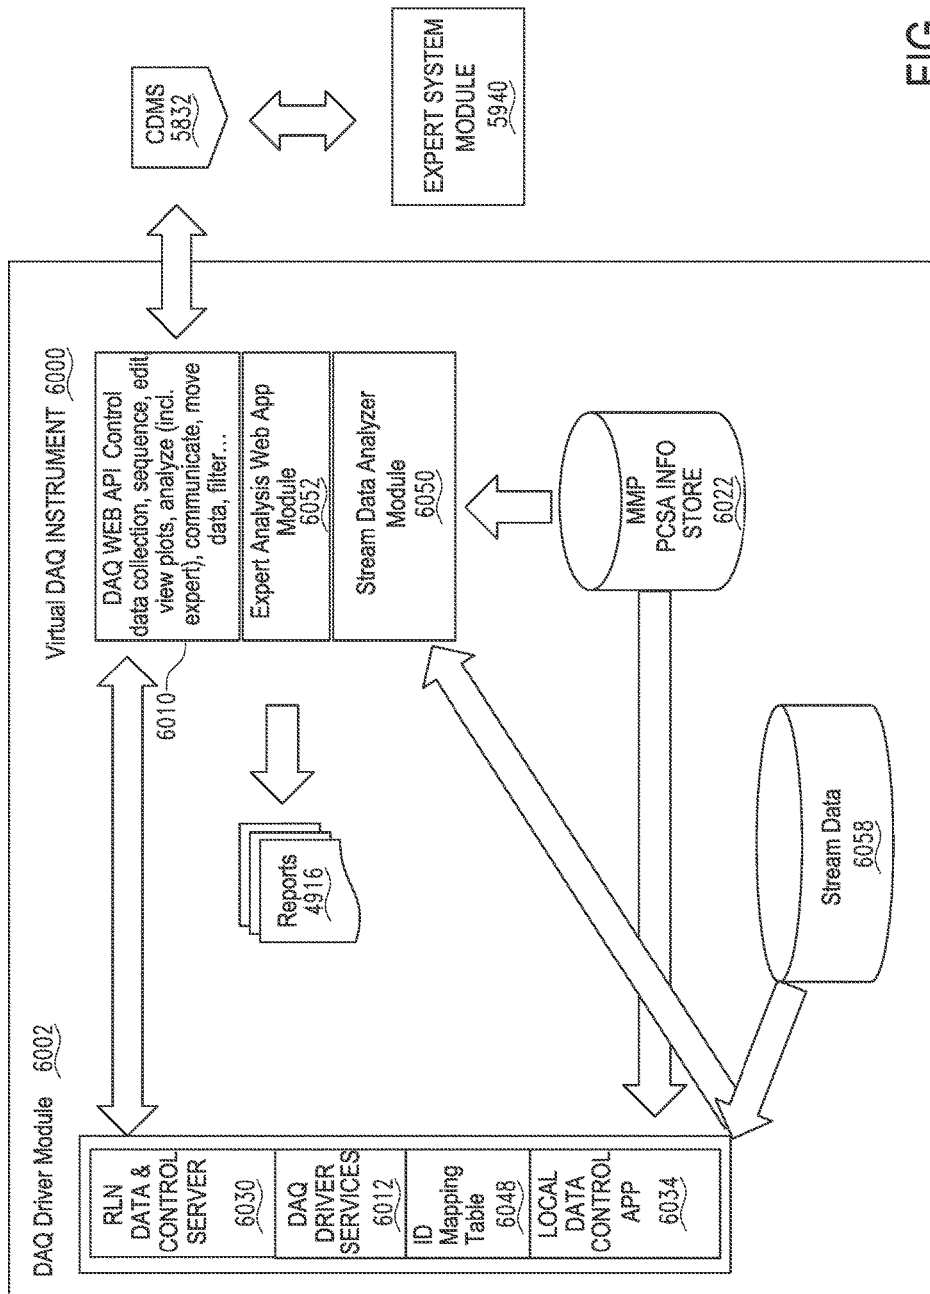 DAQ Driver Module 6002
RLN
DATA &
CONTROL
SERVER
6030
DAQ
DRIVER
SERVICES
6012
ID
Mapping
Table
6048
LOCAL
DATA
CONTROL
APP
6034
Reports
4916
Stream Data
6058
Virtual DAQ INSTRUMENT 6000
DAQ WEB API Control
data collection, sequence, edit
view plots, analyze (incl.
expert), communicate, move
data, filter...
6010
Expert Analysis Web App
Module
6052
Stream Data Analyzer
Module
6050
MMP
PCSA INFO
STORE
6022
CDMS
5832
EXPERT SYSTEM
MODULE
5940
FIG